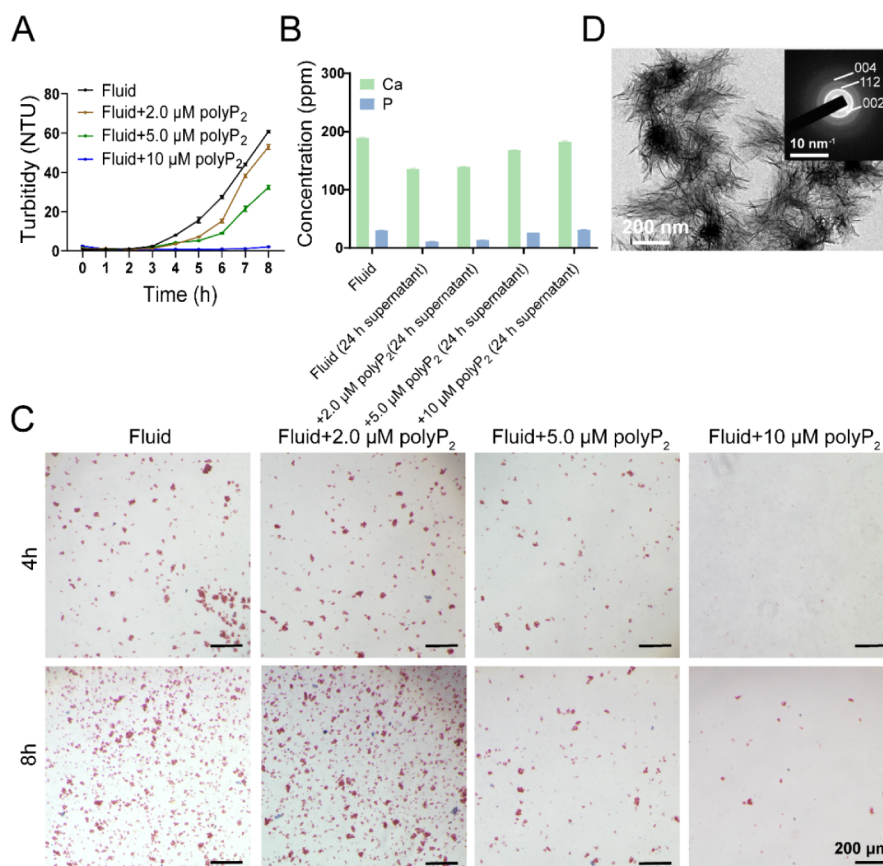 A
Turbitidy (NTU)
80
60
40
20
0
Fluid
Fluid+2.0 µM polyP2
Fluid+5.0 µM polyP2
Fluid+10 µM polyP2
0 1 2 3 4 5 6 7 8
Time (h)
B
Concentration (ppm)
300
200
100
0
Ca
P
Fluid
Fluid (24 h supernatant)
+2.0 µM polyP2(24 h supernatant)
+5.0 µM polyP2 (24 h supernatant)
+10 µM polyP2 (24 h supernatant)
D
004
112
002
10 nm-1
200 nm
C
Fluid
Fluid+2.0 µM polyP2
Fluid+5.0 µM polyP2
Fluid+10 µM polyP2
4h
8h
200 µm